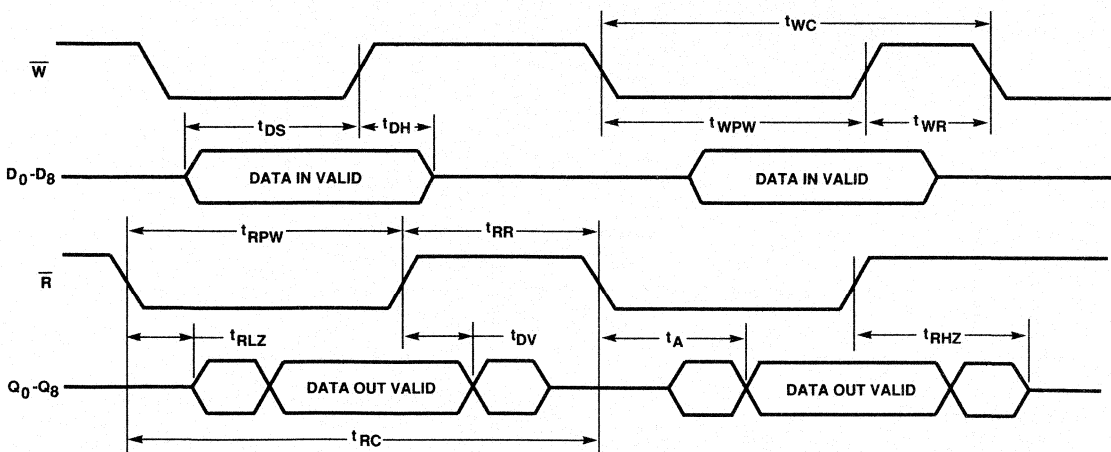 tWC
W
tDS
tDH
tWPW
tWR
D0-D8
DATA IN VALID
DATA IN VALID
tRPW
tRR
R
tRLZ
tDV
tA
tRHZ
Q0-Q8
DATA OUT VALID
DATA OUT VALID
tRC